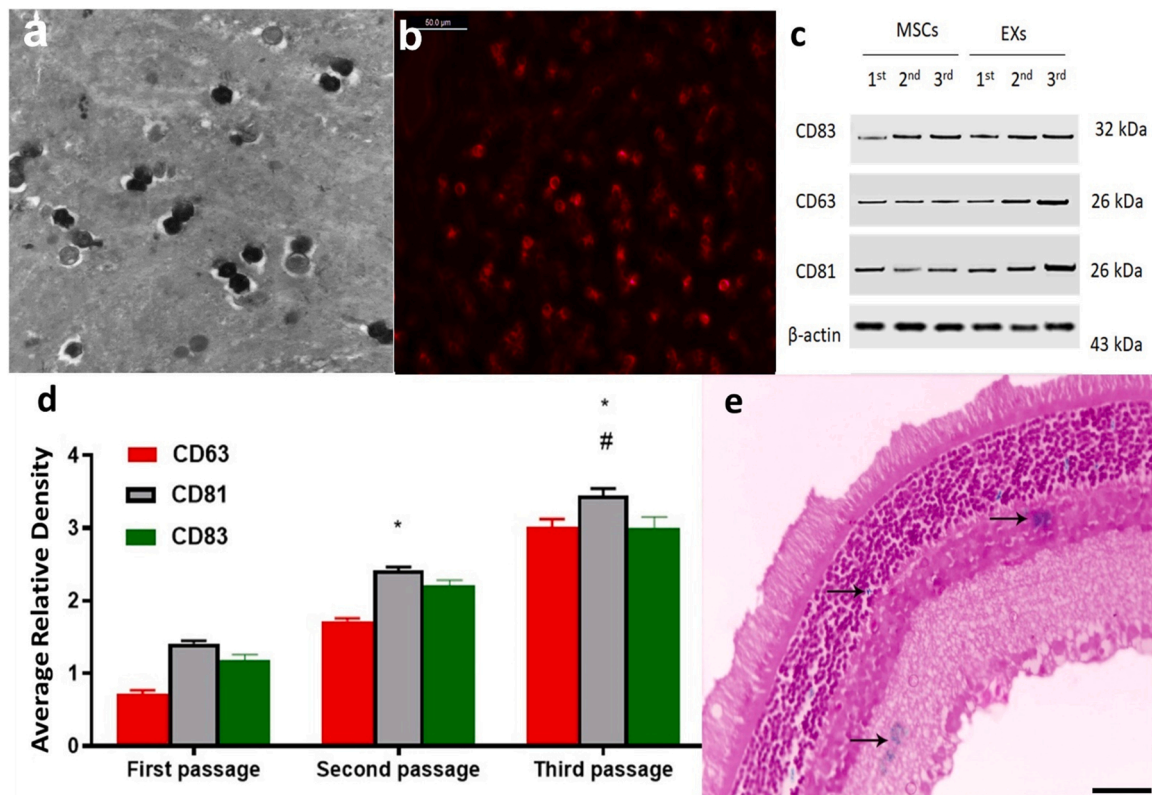 a
b
50.0 µm
c
MSCs EXs
1st 2nd 3rd 1st 2nd 3rd
CD83 32 kDa
CD63 26 kDa
CD81 26 kDa
β-actin 43 kDa
d
Average Relative Density
4
3
2
1
0
CD63
CD81
CD83
*
*
#
First passage Second passage Third passage
e